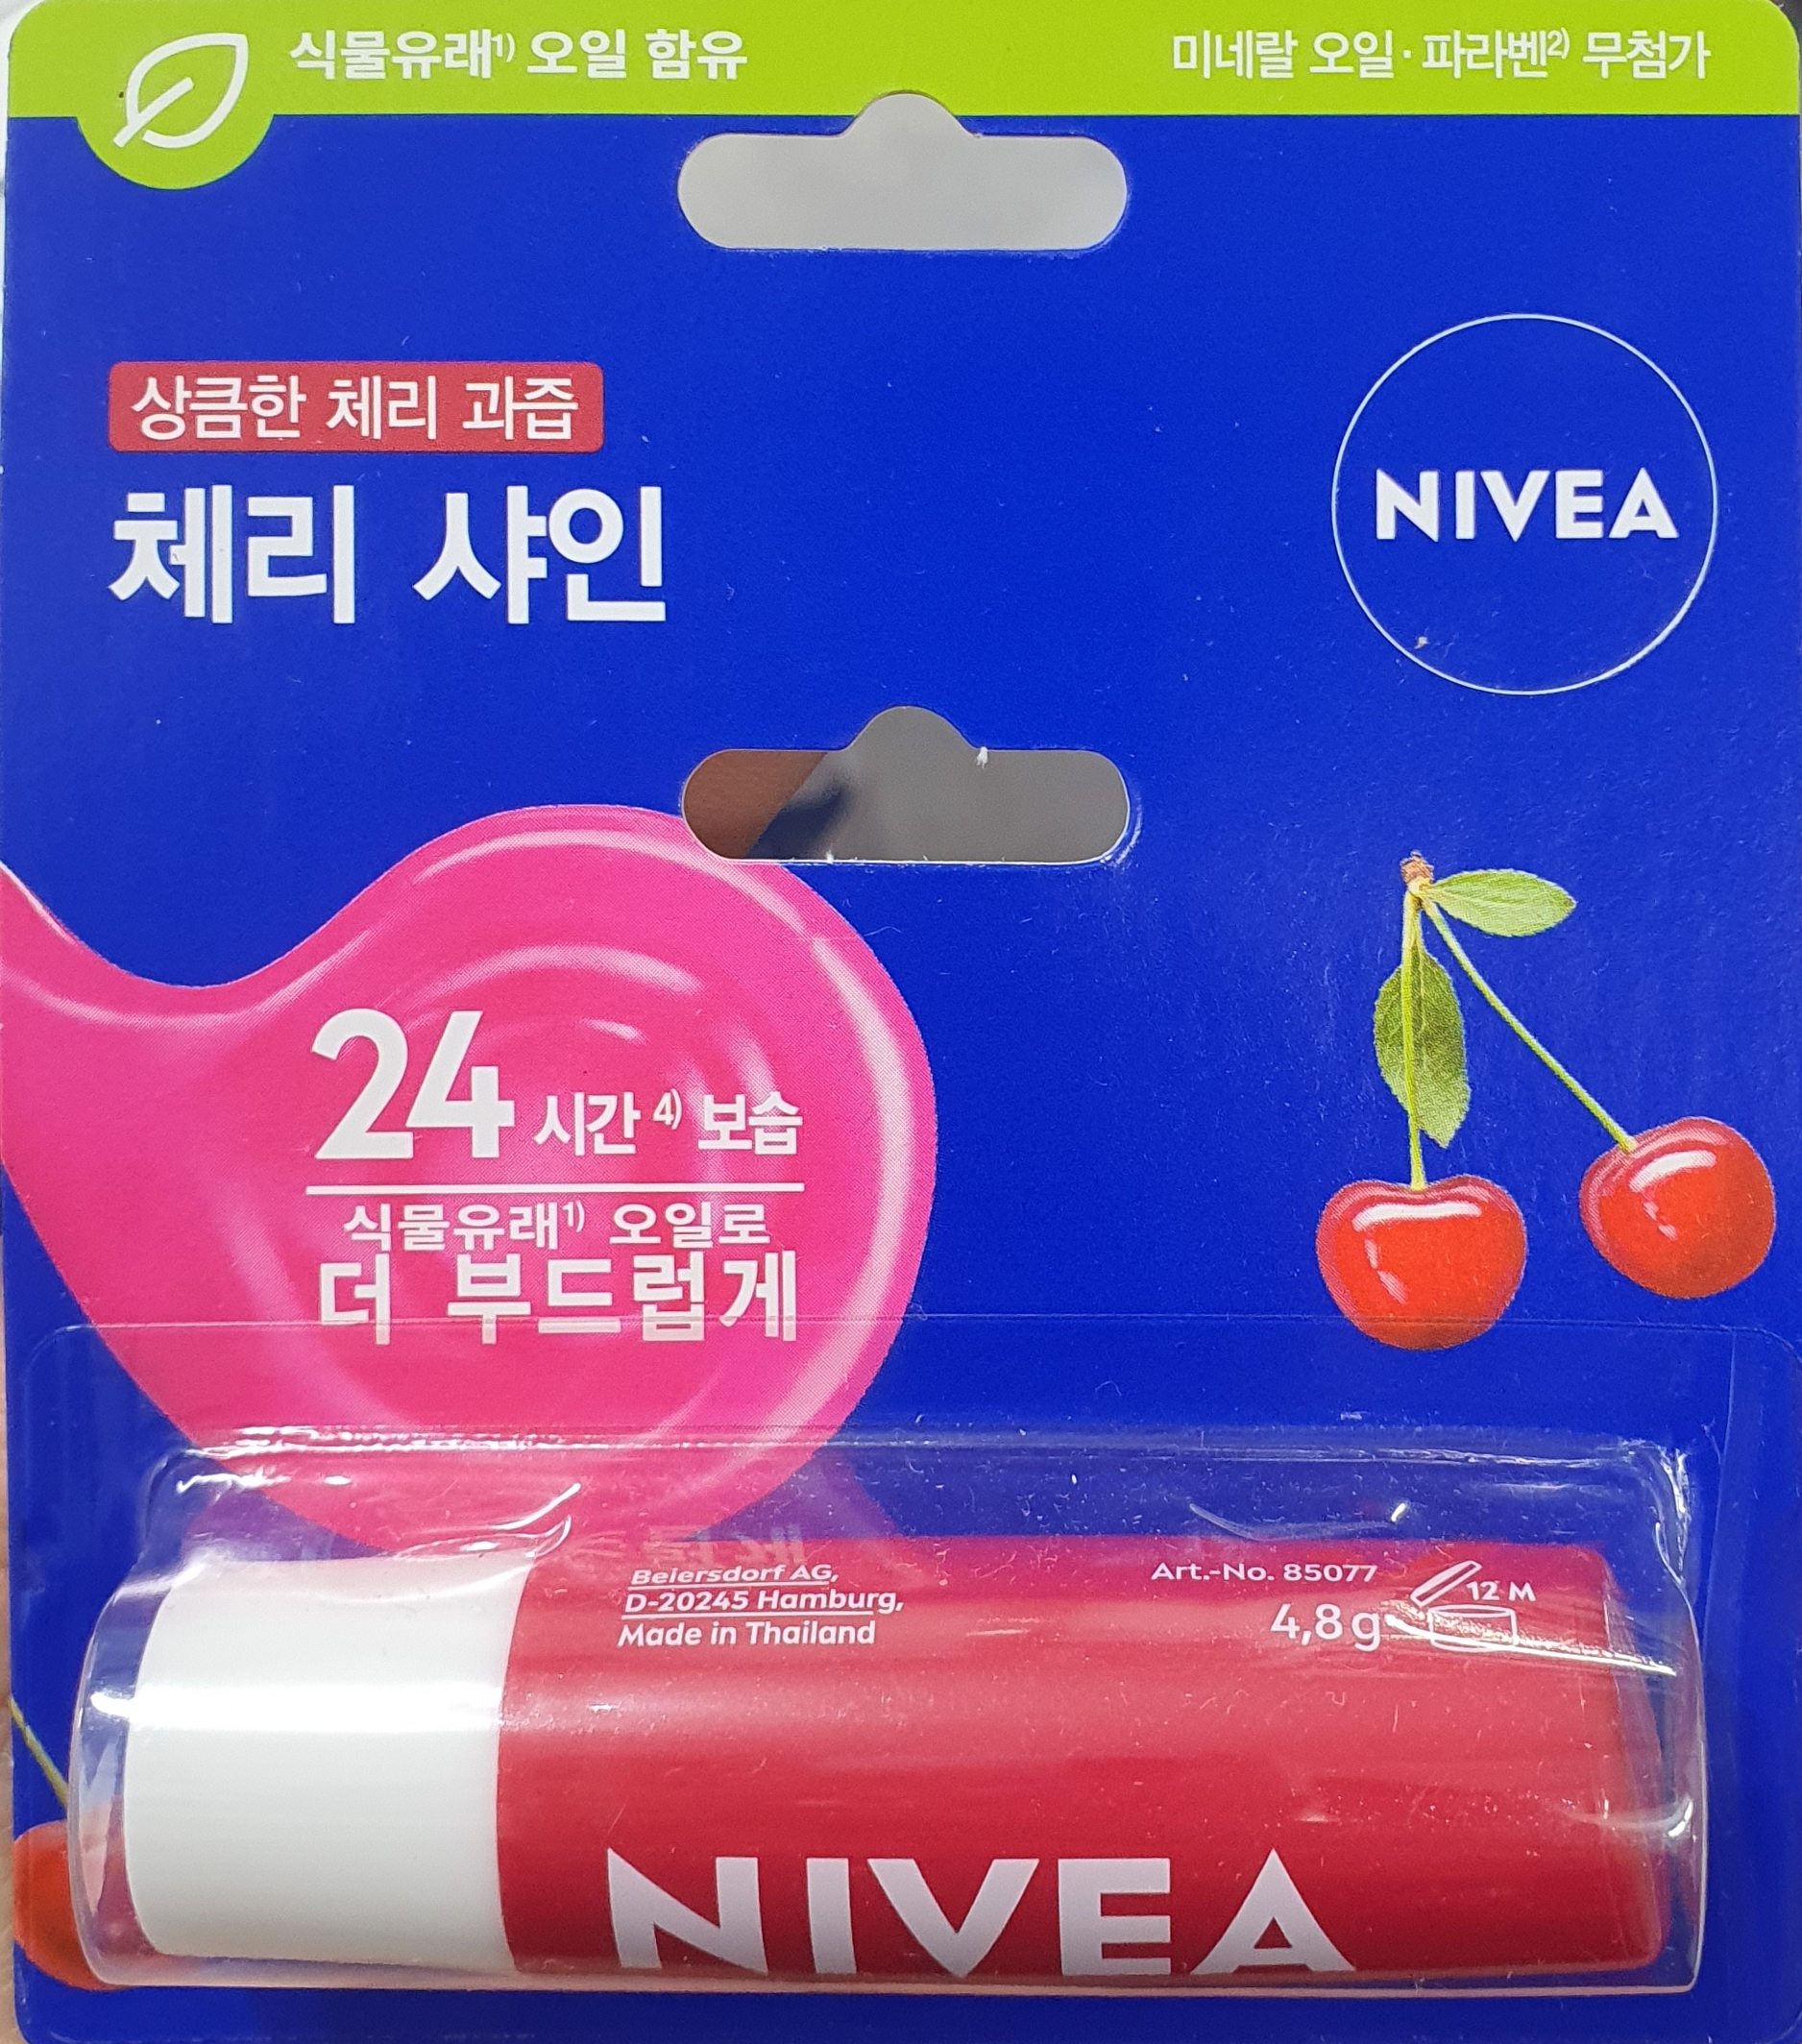 식물유래1) 오일 함유
미네랄 오일·파라벤2) 무첨가
상큼한 체리 과즙
체리 샤인
NIVEA
24 시간 4) 보습
식물유래1) 오일로
더 부드럽게
Beiersdorf AG,
D-20245 Hamburg,
Made in Thailand
Art.-No. 85077
12 M
4,8 g
NIVEA